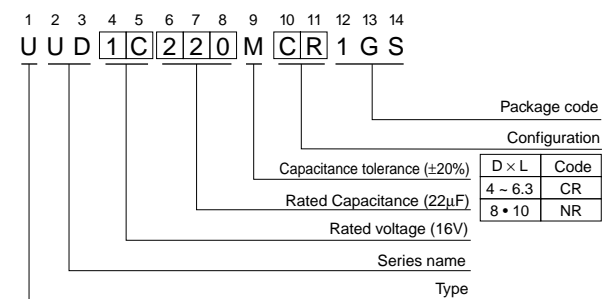 1 2 3 4 5 6 7 8 9 10 11 12 13 14
U U D 1 C 2 2 0 M C R 1 G S
Package code
Configuration
D × L Code
4 ~ 6.3 CR
8 • 10 NR
Capacitance tolerance (±20%)
Rated Capacitance (22µF)
Rated voltage (16V)
Series name
Type